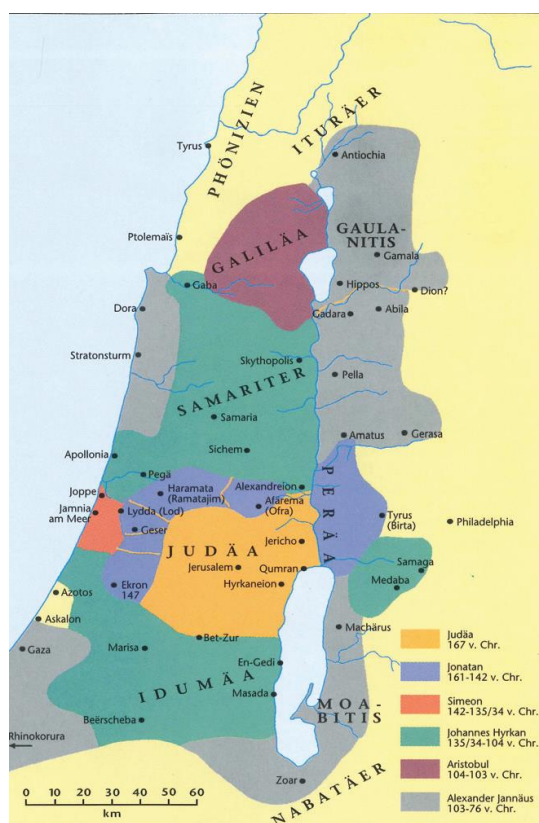 PHÖNIZIEN
ITURÄER
Tyrus
Antiochia
Ptolemaïs
GALILÄA
GAULA-
NITIS
Gamala
Gaba
Hippos
Dion?
Dora
Gadara
Abila
Stratonsturm
Skythopolis
Pella
SAMARITER
Samaria
Amatus
Gerasa
Sichem
Apollonia
Pegä
Alexandreion
PERÄA
Joppe
Haramata
(Ramatajim)
Afärema
(Ofra)
Jamnia
am Meer
Lydda (Lod)
Tyrus
(Birta)
Philadelphia
Geser
JUDÄA
Jericho
Jerusalem
Qumran
Samaga
Ekron
147
Hyrkaneion
Medaba
Azotos
Askalon
Machärus
Bet-Zur
Gaza
Marisa
En-Gedi
IDUMÄA
Masada
MOA-
BITIS
Beërscheba
Rhinokorura
Zoar
NABATÄER
0 10 20 30 40 50 60
km
Judäa
167 v. Chr.
Jonatan
161-142 v. Chr.
Simeon
142-135/34 v. Chr.
Johannes Hyrkan
135/34-104 v. Chr.
Aristobul
104-103 v. Chr.
Alexander Jannäus
103-76 v. Chr.